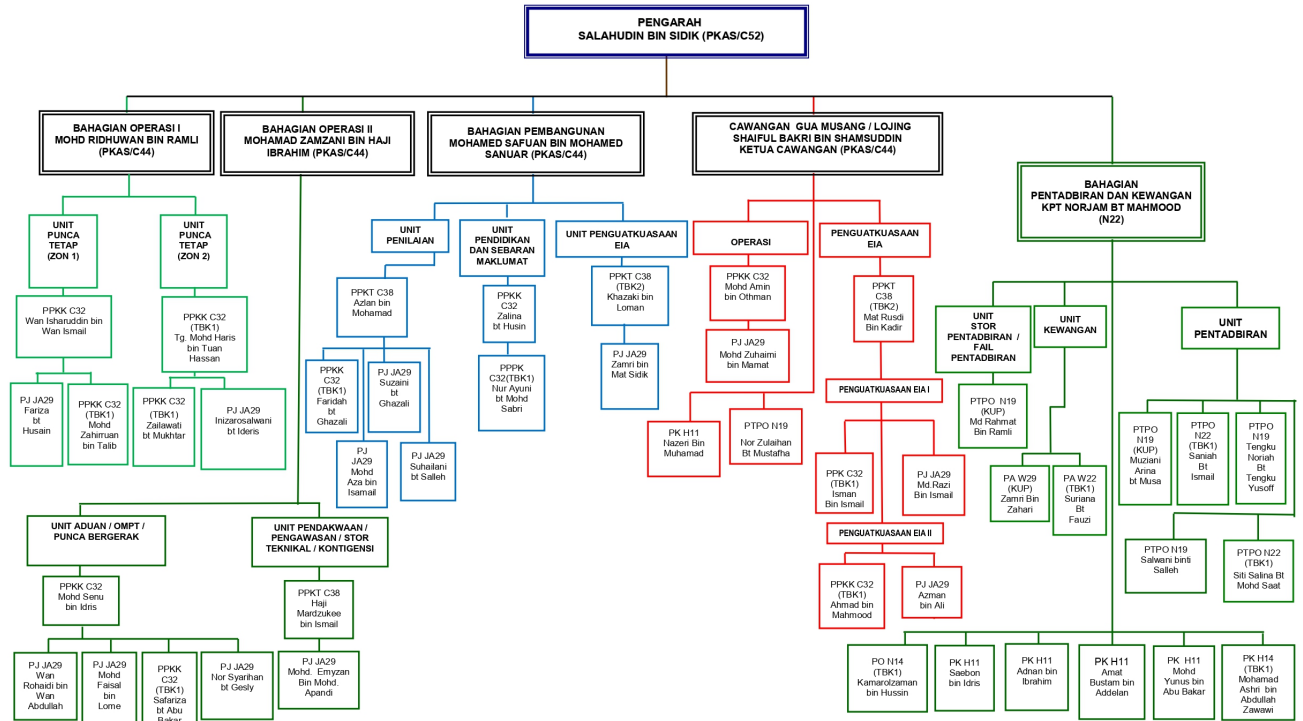 PENGARAH
SALAHUDIN BIN SIDIK (PKAS/C52)
BAHAGIAN OPERASI I
MOHD RIDHUWAN BIN RAMLI
(PKAS/C44)
BAHAGIAN OPERASI II
MOHAMAD ZAMZANI BIN HAJI
IBRAHIM (PKAS/C44)
BAHAGIAN PEMBANGUNAN
MOHAMED SAFUAN BIN MOHAMED
SANUAR (PKAS/C44)
CAWANGAN GUA MUSANG / LOJING
SHAIFUL BAKRI BIN SHAMSUDDIN
KETUA CAWANGAN (PKAS/C44)
BAHAGIAN
PENTADBIRAN DAN KEWANGAN
KPT NORJAM BT MAHMOOD
(N22)
UNIT
PUNCA
TETAP
(ZON 1)
UNIT
PUNCA
TETAP
(ZON 2)
UNIT
PENILAIAN
UNIT
PENDIDIKAN
DAN SEBARAN
MAKLUMAT
UNIT PENGUATKUASAAN
EIA
OPERASI
PENGUATKUASAAN
EIA
PPKK C32
Wan Isharuddin bin
Wan Ismail
PPKK C32
(TBK1)
Tg. Mohd Haris
bin Tuan
Hassan
PPKT C38
Azlan bin
Mohamad
PPKK
C32
Zalina
bt Husin
PPKT C38
(TBK2)
Khazaki bin
Loman
PPKK C32
Mohd Amin
bin Othman
PPKT
C38
(TBK2)
Mat Rusdi
Bin Kadir
UNIT
STOR
PENTADBIRAN /
FAIL
PENTADBIRAN
UNIT
KEWANGAN
UNIT
PENTADBIRAN
PJ JA29
Fariza
bt
Husain
PPKK C32
(TBK1)
Mohd
Zahirruan
bin Talib
PPKK C32
(TBK1)
Zailawati
bt Mukhtar
PJ JA29
Inizarosalwani
bt Ideris
PPKK
C32
(TBK1)
Faridah
bt
Ghazali
PJ JA29
Suzaini
bt
Ghazali
PJ
JA29
Mohd
Aza bin
Isamail
PJ JA29
Suhailani
bt Salleh
PPPK
C32(TBK1)
Nur Ayuni
bt Mohd
Sabri
PJ JA29
Zamri bin
Mat Sidik
PJ JA29
Mohd Zuhaimi
bin Mamat
PK H11
Nazeri Bin
Muhamad
PTPO N19
Nor Zulaihan
Bt Mustafha
PENGUATKUASAAN EIA I
PPK C32
(TBK1)
Isman
Bin Ismail
PJ JA29
Md.Razi
Bin Ismail
PENGUATKUASAAN EIA II
PPKK C32
(TBK1)
Ahmad bin
Mahmood
PJ JA29
Azman
bin Ali
PTPO N19
(KUP)
Md Rahmat
Bin Ramli
PA W29
(KUP)
Zamri Bin
Zahari
PA W22
(TBK1)
Suriana
Bt
Fauzi
PTPO
N19
(KUP)
Muziani
Arina
bt Musa
PTPO
N22
(TBK1)
Saniah
Bt
Ismail
PTPO
N19
Tengku
Noriah
Bt
Tengku
Yusoff
PTPO N19
Salwani binti
Salleh
PTPO N22
(TBK1)
Siti Salina Bt
Mohd Saat
UNIT ADUAN / OMPT /
PUNCA BERGERAK
UNIT PENDAKWAAN /
PENGAWASAN / STOR
TEKNIKAL / KONTIGENSI
PPKK C32
Mohd Senu
bin Idris
PPKT C38
Haji
Mardzukee
bin Ismail
PJ JA29
Wan
Rohaidi bin
Wan
Abdullah
PJ JA29
Mohd
Faisal
bin
Lome
PPKK
C32
(TBK1)
Safariza
bt Abu
Bakar
PJ JA29
Nor Syarihan
bt Gesly
PJ JA29
Mohd. Emyzan
Bin Mohd.
Apandi
PO N14
(TBK1)
Kamarolzaman
bin Hussin
PK H11
Saebon
bin Idris
PK H11
Adnan bin
Ibrahim
PK H11
Amat
Bustam bin
Addelan
PK H11
Mohd
Yunus bin
Abu Bakar
PK H14
(TBK1)
Mohamad
Ashri bin
Abdullah
Zawawi